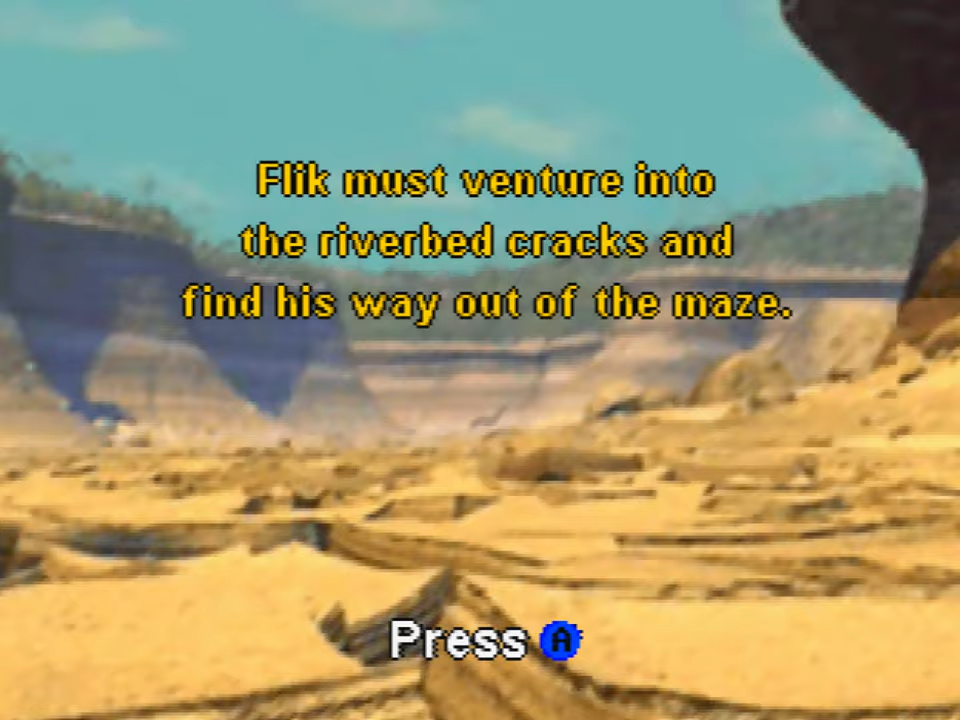 Flik must venture into
the riverbed cracks and
find his way out of the maze.
Press A